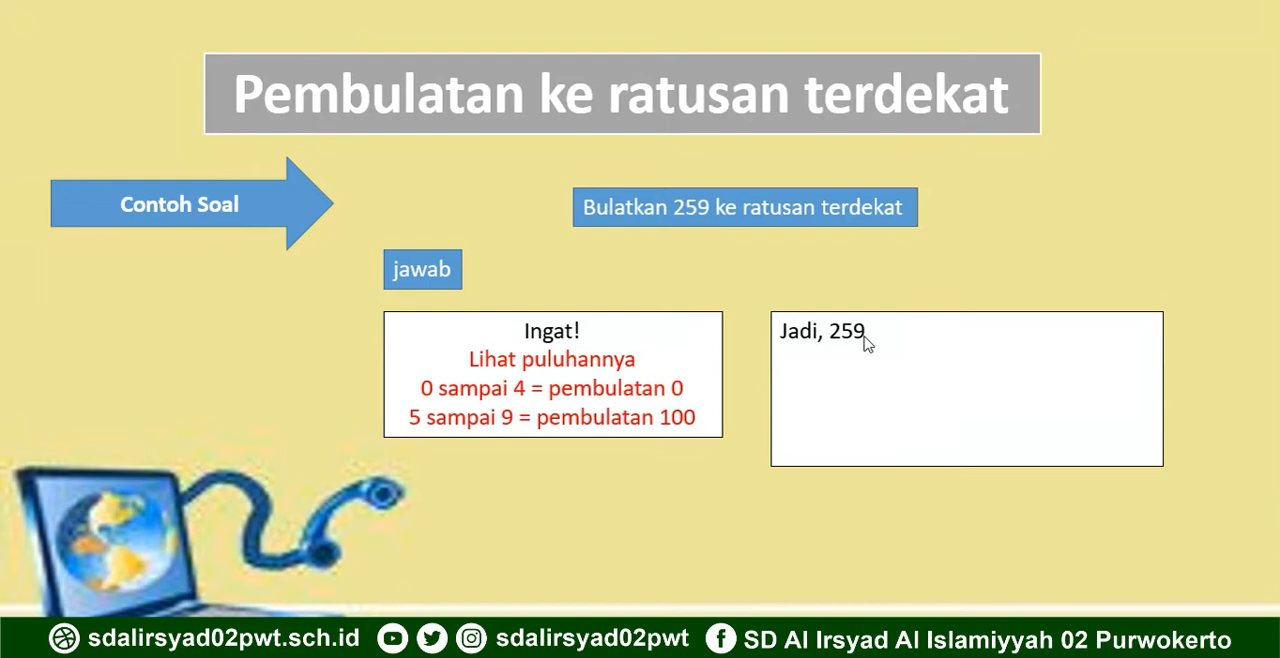 Pembulatan ke ratusan terdekat
Contoh Soal
Bulatkan 259 ke ratusan terdekat
jawab
Ingat!
Lihat puluhannya
0 sampai 4 = pembulatan 0
5 sampai 9 = pembulatan 100
Jadi, 259
sdalirsyad02pwt.sch.id sdalirsyad02pwt SD Al Irsyad Al Islamiyyah 02 Purwokerto